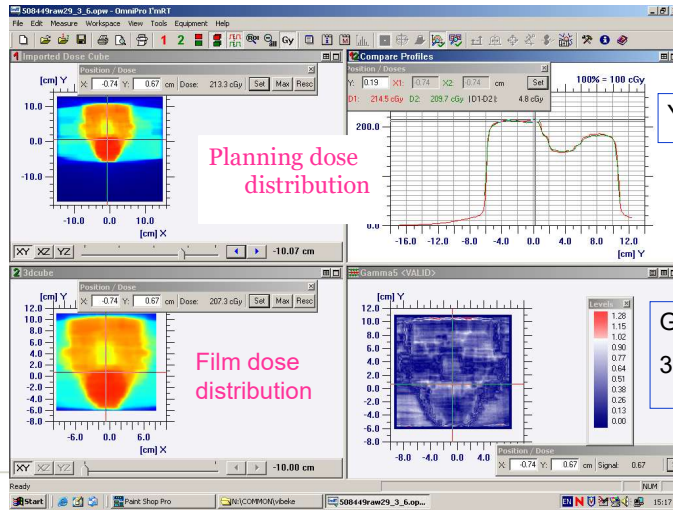 508449raw29_3_6.opw - OmniPro I'mRT
File Edit Measure Workspace View Tools Equipment Help
1 2 Gy
1 Imported Dose Cube
Position / Dose
X: -0.74 Y: 0.67 cm Dose: 213.3 cGy Set Max Resc
[cm] Y
10.0
0.0
-10.0
-10.0 0.0 10.0
[cm] X
XY XZ YZ -10.07 cm
Planning dose
distribution
2 Compare Profiles
Position / Doses
Y: 0.19 X1: -0.74 X2: -0.74 cm Set
D1: 214.5 cGy D2: 209.7 cGy |D1-D2|: 4.8 cGy
100% = 100 cGy
200.0
0.0
-16.0 -12.0 -8.0 -4.0 0.0 4.0 8.0 12.0
[cm] Y
Y
2 3dcube
Position / Dose
X: -0.74 Y: 0.67 cm Dose: 207.3 cGy Set Max Resc
[cm] Y
12.0
10.0
8.0
6.0
4.0
2.0
0.0
-2.0
-4.0
-6.0
-8.0
-6.0 0.0 6.0
[cm] X
XY XZ YZ -10.00 cm
Film dose
distribution
Gamma5 <VALID>
[cm] Y
12.0
10.0
8.0
6.0
4.0
2.0
0.0
-2.0
-4.0
-6.0
-8.0
-8.0 -4.0 0.0 4.0
Levels
1.28
1.15
1.02
0.90
0.77
0.64
0.51
0.38
0.26
0.13
0.00
G
3
Position / Dose
X: -0.74 Y: 0.67 cm Signal: 0.67
Ready NUM
Start Paint Shop Pro N:\COMMON\vibeke 508449raw29_3_6.op... EN 15:17